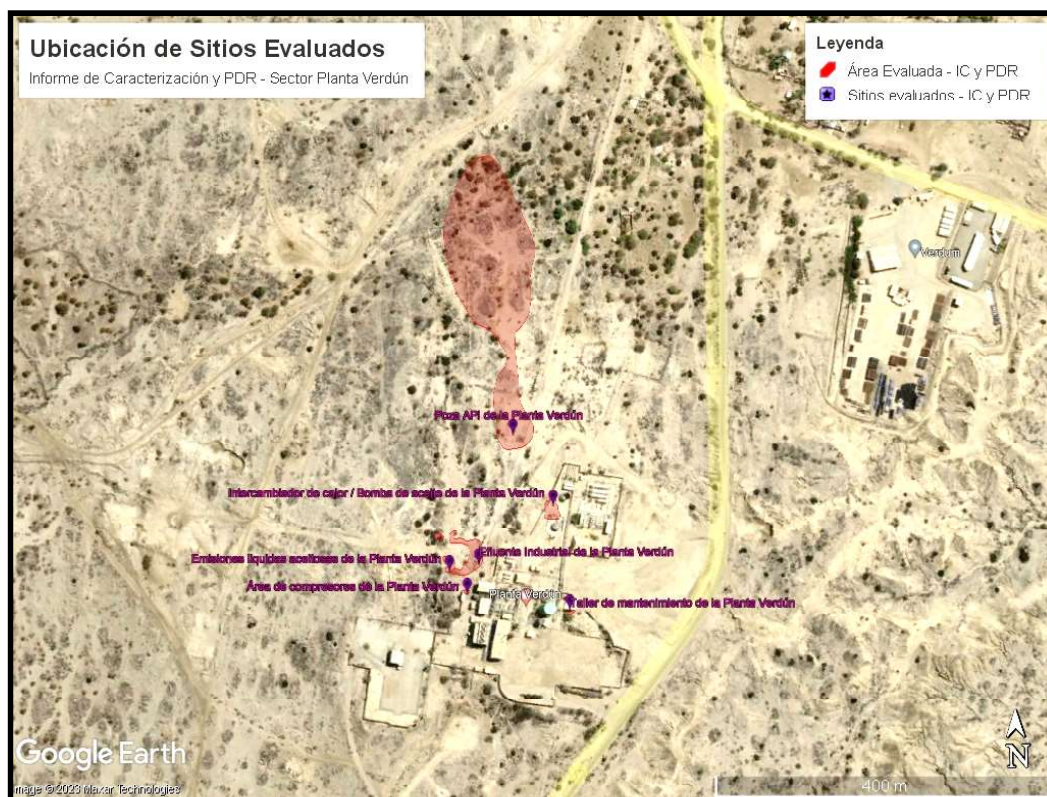 Ubicación de Sitios Evaluados
Informe de Caracterización y PDR - Sector Planta Verdún
Leyenda
Área Evaluada - IC y PDR
Sitios evaluados - IC y PDR
Verdum
Poza API de la Planta Verdún
Intercambiador de calor / Bomba de aceite de la Planta Verdún
Efluente Industrial de la Planta Verdún
Emisiones líquidas aceitosas de la Planta Verdún
Área de compresores de la Planta Verdún
Planta Verdún
Taller de mantenimiento de la Planta Verdún
N
Google Earth
Image © 2023 Maxar Technologies
400 m